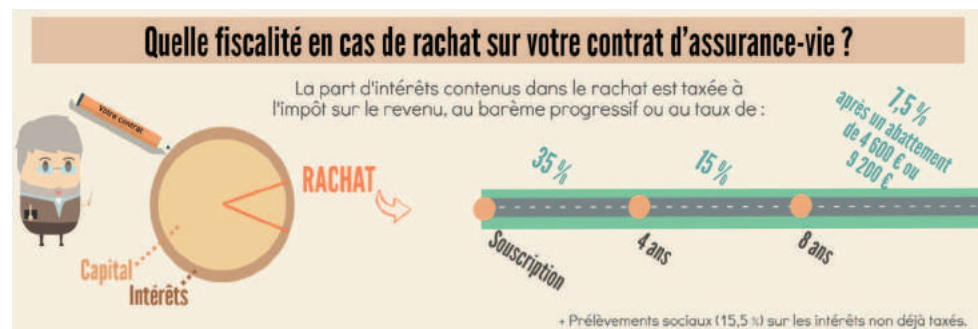 Quelle fiscalité en cas de rachat sur votre contrat d'assurance-vie ?
La part d'intérêts contenus dans le rachat est taxée à
l'impôt sur le revenu, au barème progressif ou au taux de :
Votre contrat
RACHAT
Capital
Intérêts
35 %
15 %
7,5 %
après un abattement
de 4 600 € ou
9 200 €
Souscription
4 ans
8 ans
+ Prélèvements sociaux (15,5 %) sur les intérêts non déjà taxés.